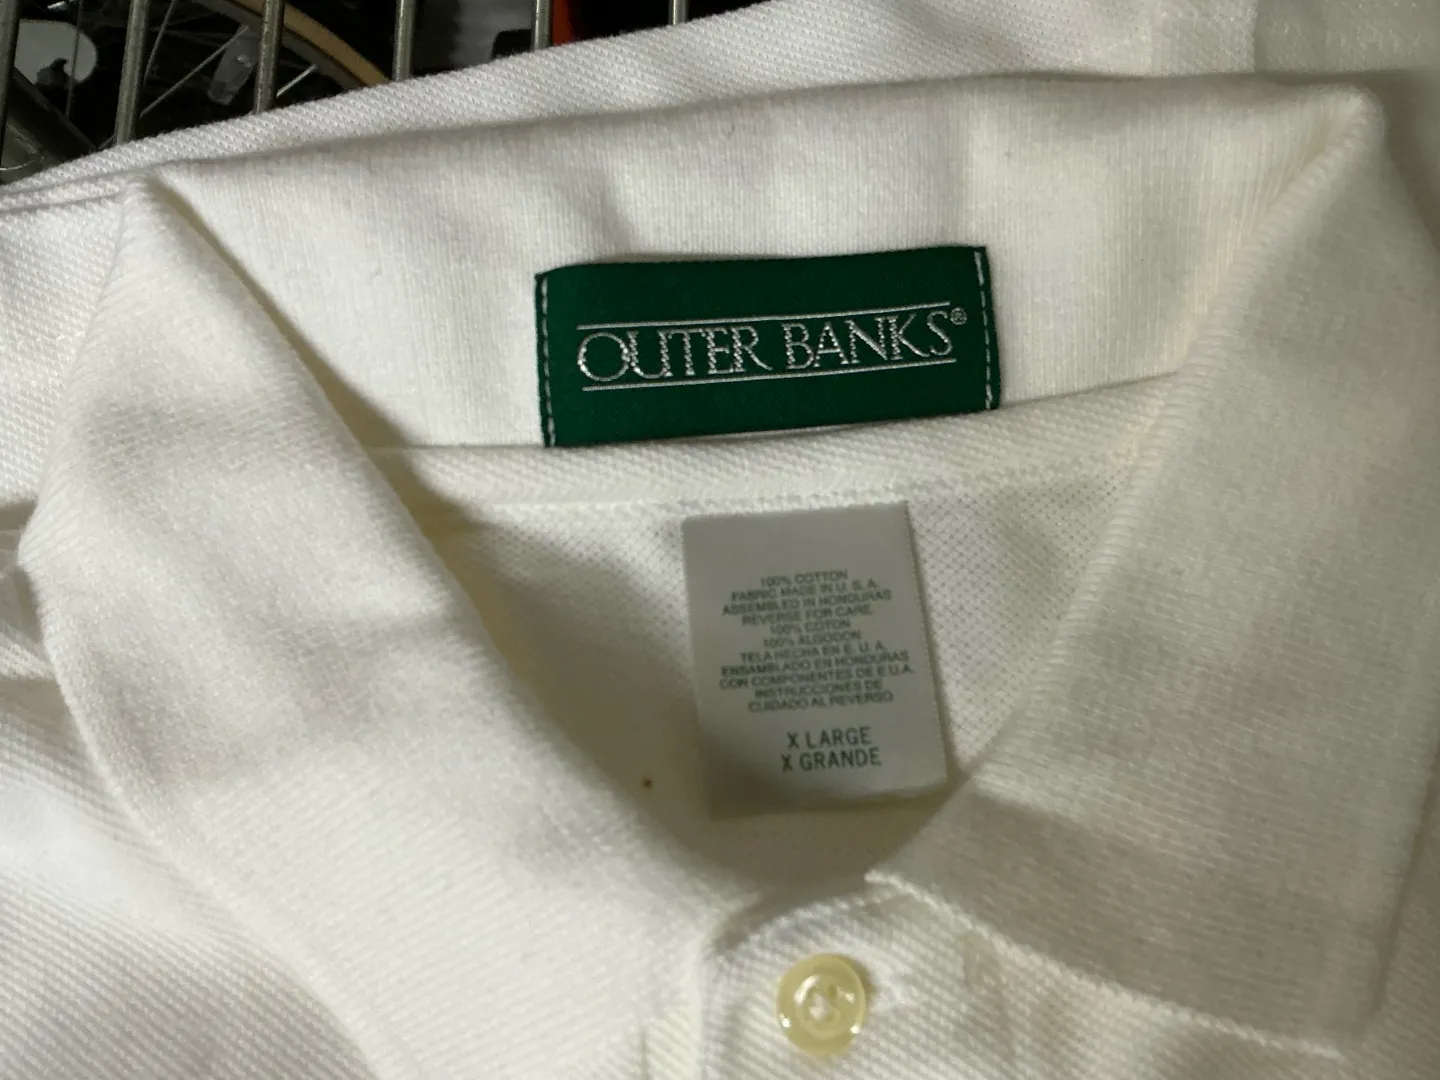 OUTER BANKS®
100% COTTON
FABRIC MADE IN U. S. A.
ASSEMBLED IN HONDURAS
REVERSE FOR CARE.
100% COTON
100% ALGODON
TELA HECHA EN E. U. A.
ENSAMBLADO EN HONDURAS
CON COMPONENTES DE E.U.A.
INSTRUCCIONES DE
CUIDADO AL REVERSO
X LARGE
X GRANDE